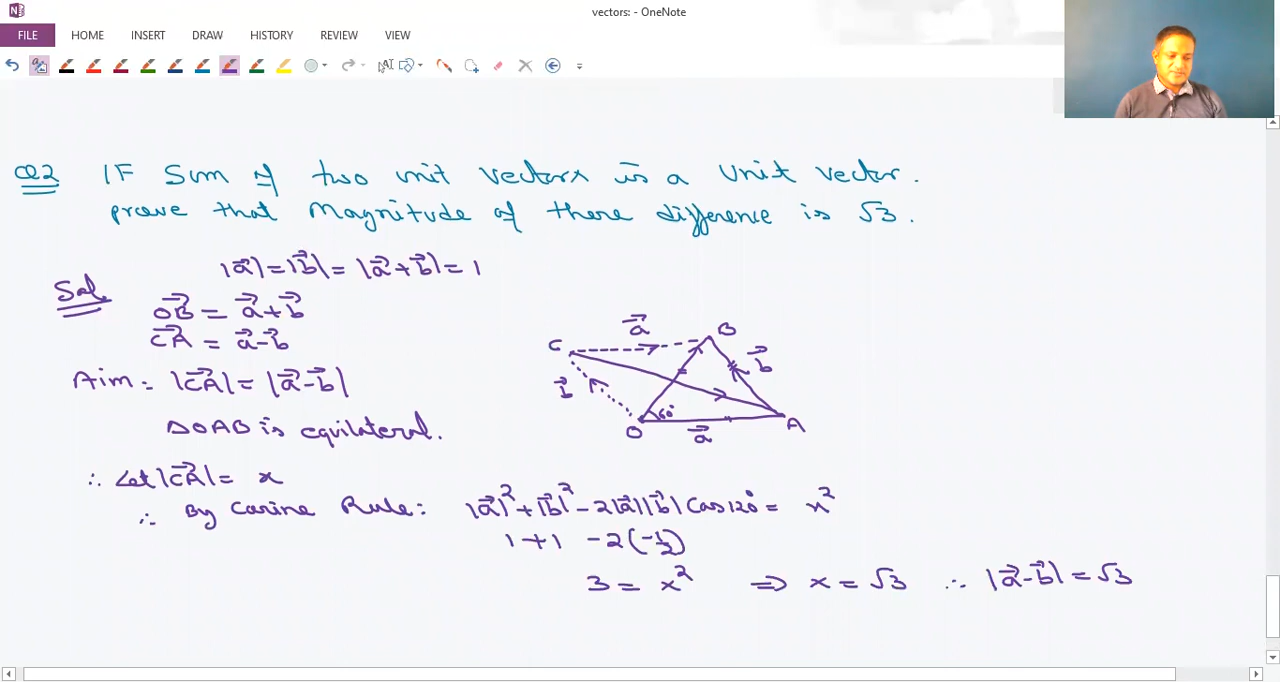 vectors: - OneNote
FILE HOME INSERT DRAW HISTORY REVIEW VIEW
Q2 IF Sum of two unit vectors is a unit vector.
prove that Magnitude of there difference is √3.
|a⃗| = |b⃗| = |a⃗ + b⃗| = 1
Sol.
OB⃗ = a⃗ + b⃗
CA⃗ = a⃗ - b⃗
Aim: |CA⃗| = |a⃗ - b⃗|
ΔOAB is equilateral.
∴ Let |CA⃗| = x
∴ By Cosine Rule: |a⃗|² + |b⃗|² - 2|a⃗||b⃗| Cos120° = x²
1 + 1 - 2(-1/2)
3 = x² ⇒ x = √3 ∴ |a⃗ - b⃗| = √3
a⃗
C B
b⃗ b⃗
60°
O A
a⃗